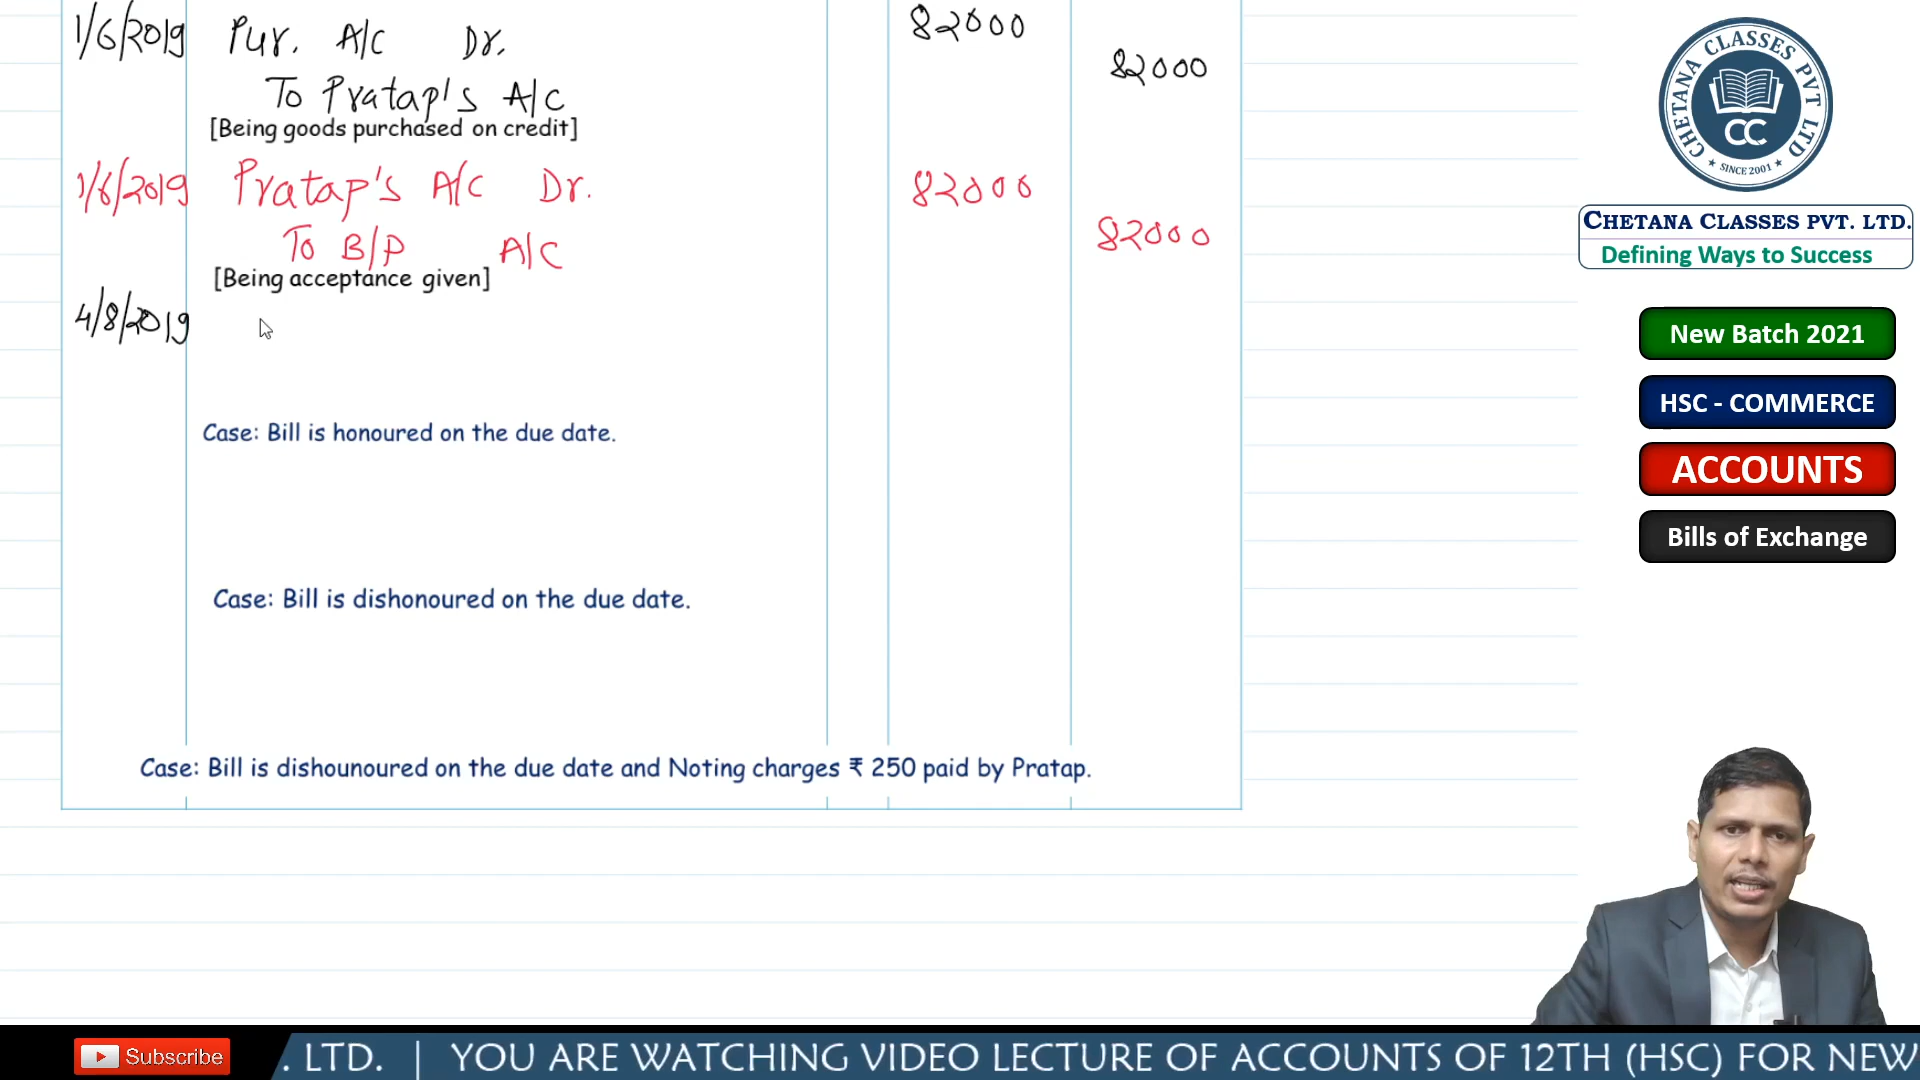 1/6/2019 Pur. A/C Dr. 82000
To Pratap's A/C 82000
[Being goods purchased on credit]
1/6/2019 Pratap's A/C Dr. 82000
To B/P A/C 82000
[Being acceptance given]
4/8/2019
Case: Bill is honoured on the due date.
Case: Bill is dishonoured on the due date.
Case: Bill is dishounoured on the due date and Noting charges ₹ 250 paid by Pratap.
CHETANA CLASSES PVT LTD
CC
SINCE 2001
CHETANA CLASSES PVT. LTD.
Defining Ways to Success
New Batch 2021
HSC - COMMERCE
ACCOUNTS
Bills of Exchange
Subscribe
. LTD. | YOU ARE WATCHING VIDEO LECTURE OF ACCOUNTS OF 12TH (HSC) FOR NEW